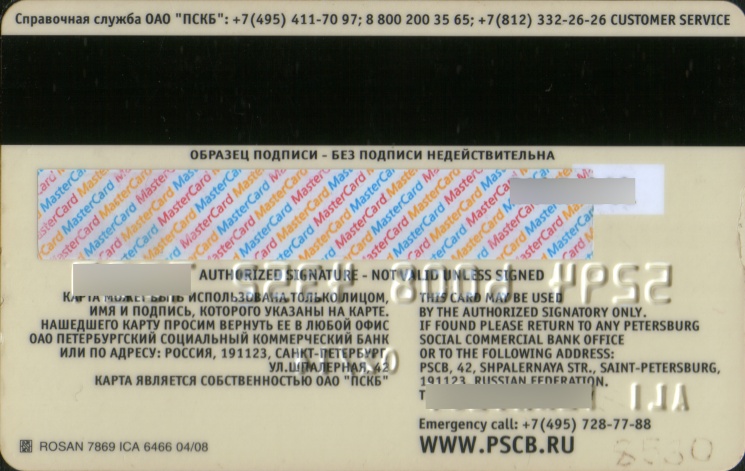 Справочная служба ОАО "ПСКБ": +7(495) 411-70 97; 8 800 200 35 65; +7(812) 332-26-26 CUSTOMER SERVICE
ОБРАЗЕЦ ПОДПИСИ - БЕЗ ПОДПИСИ НЕДЕЙСТВИТЕЛЬНА
MasterCard MasterCard MasterCard MasterCard MasterCard
AUTHORIZED SIGNATURE - NOT VALID UNLESS SIGNED
КАРТА МОЖЕТ БЫТЬ ИСПОЛЬЗОВАНА ТОЛЬКО ЛИЦОМ,
ИМЯ И ПОДПИСЬ, КОТОРОГО УКАЗАНЫ НА КАРТЕ.
НАШЕДШЕГО КАРТУ ПРОСИМ ВЕРНУТЬ ЕЕ В ЛЮБОЙ ОФИС
ОАО ПЕТЕРБУРГСКИЙ СОЦИАЛЬНЫЙ КОММЕРЧЕСКИЙ БАНК
ИЛИ ПО АДРЕСУ: РОССИЯ, 191123, САНКТ-ПЕТЕРБУРГ
УЛ.ШПАЛЕРНАЯ, 42
КАРТА ЯВЛЯЕТСЯ СОБСТВЕННОСТЬЮ ОАО "ПСКБ"
THIS CARD MAY BE USED
BY THE AUTHORIZED SIGNATORY ONLY.
IF FOUND PLEASE RETURN TO ANY PETERSBURG
SOCIAL COMMERCIAL BANK OFFICE
OR TO THE FOLLOWING ADDRESS:
PSCB, 42, SHPALERNAYA STR., SAINT-PETERSBURG,
191123, RUSSIAN FEDERATION.
Emergency call: +7(495) 728-77-88
WWW.PSCB.RU
ROSAN 7869 ICA 6466 04/08